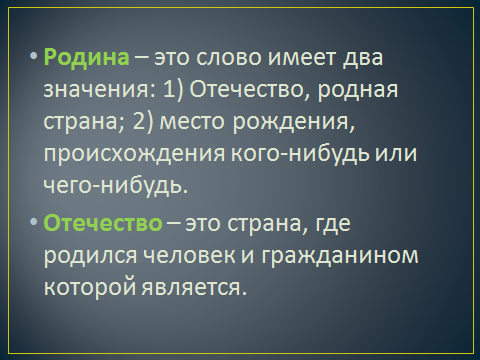 • Родина – это слово имеет два
значения: 1) Отечество, родная
страна; 2) место рождения,
происхождения кого-нибудь или
чего-нибудь.
• Отечество – это страна, где
родился человек и гражданином
которой является.